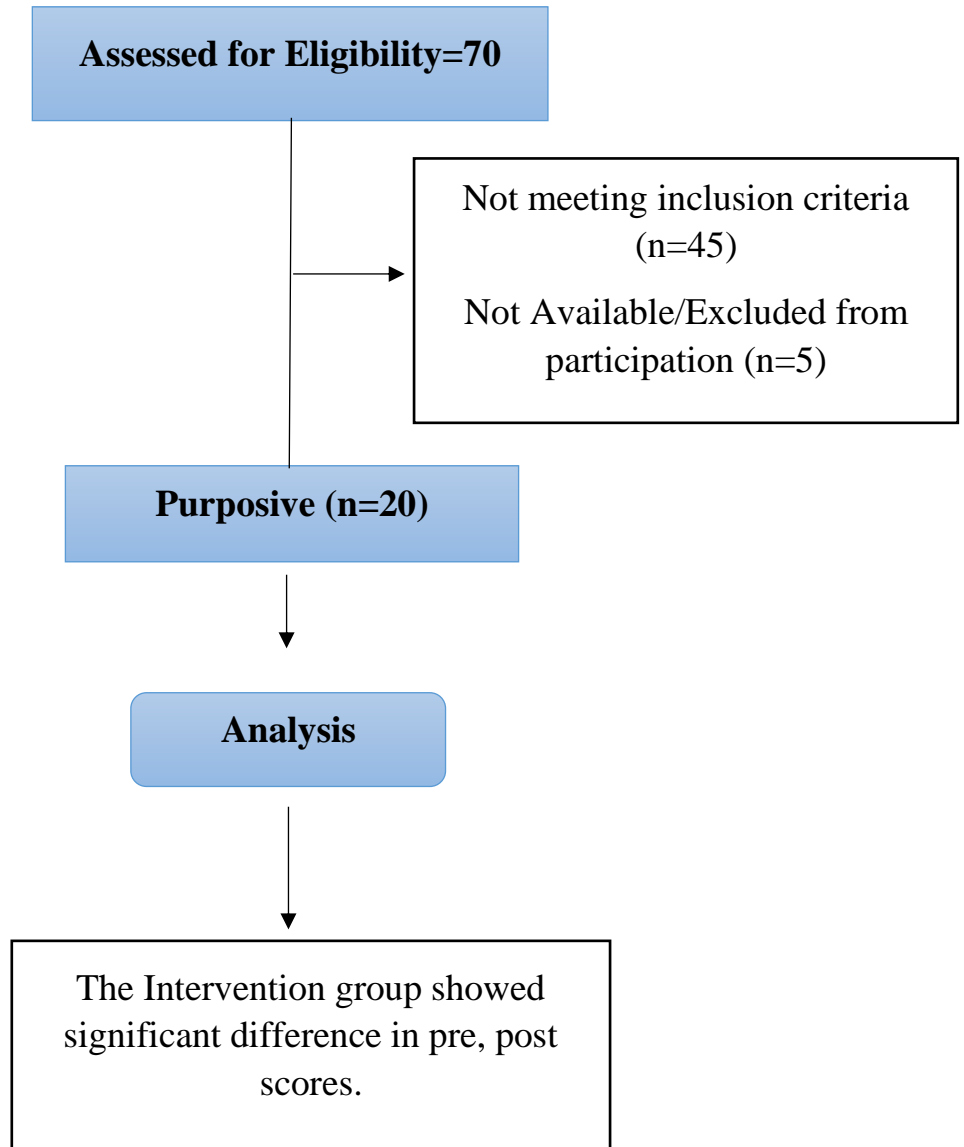 Assessed for Eligibility=70
Not meeting inclusion criteria
(n=45)
Not Available/Excluded from
participation (n=5)
Purposive (n=20)
Analysis
The Intervention group showed
significant difference in pre, post
scores.